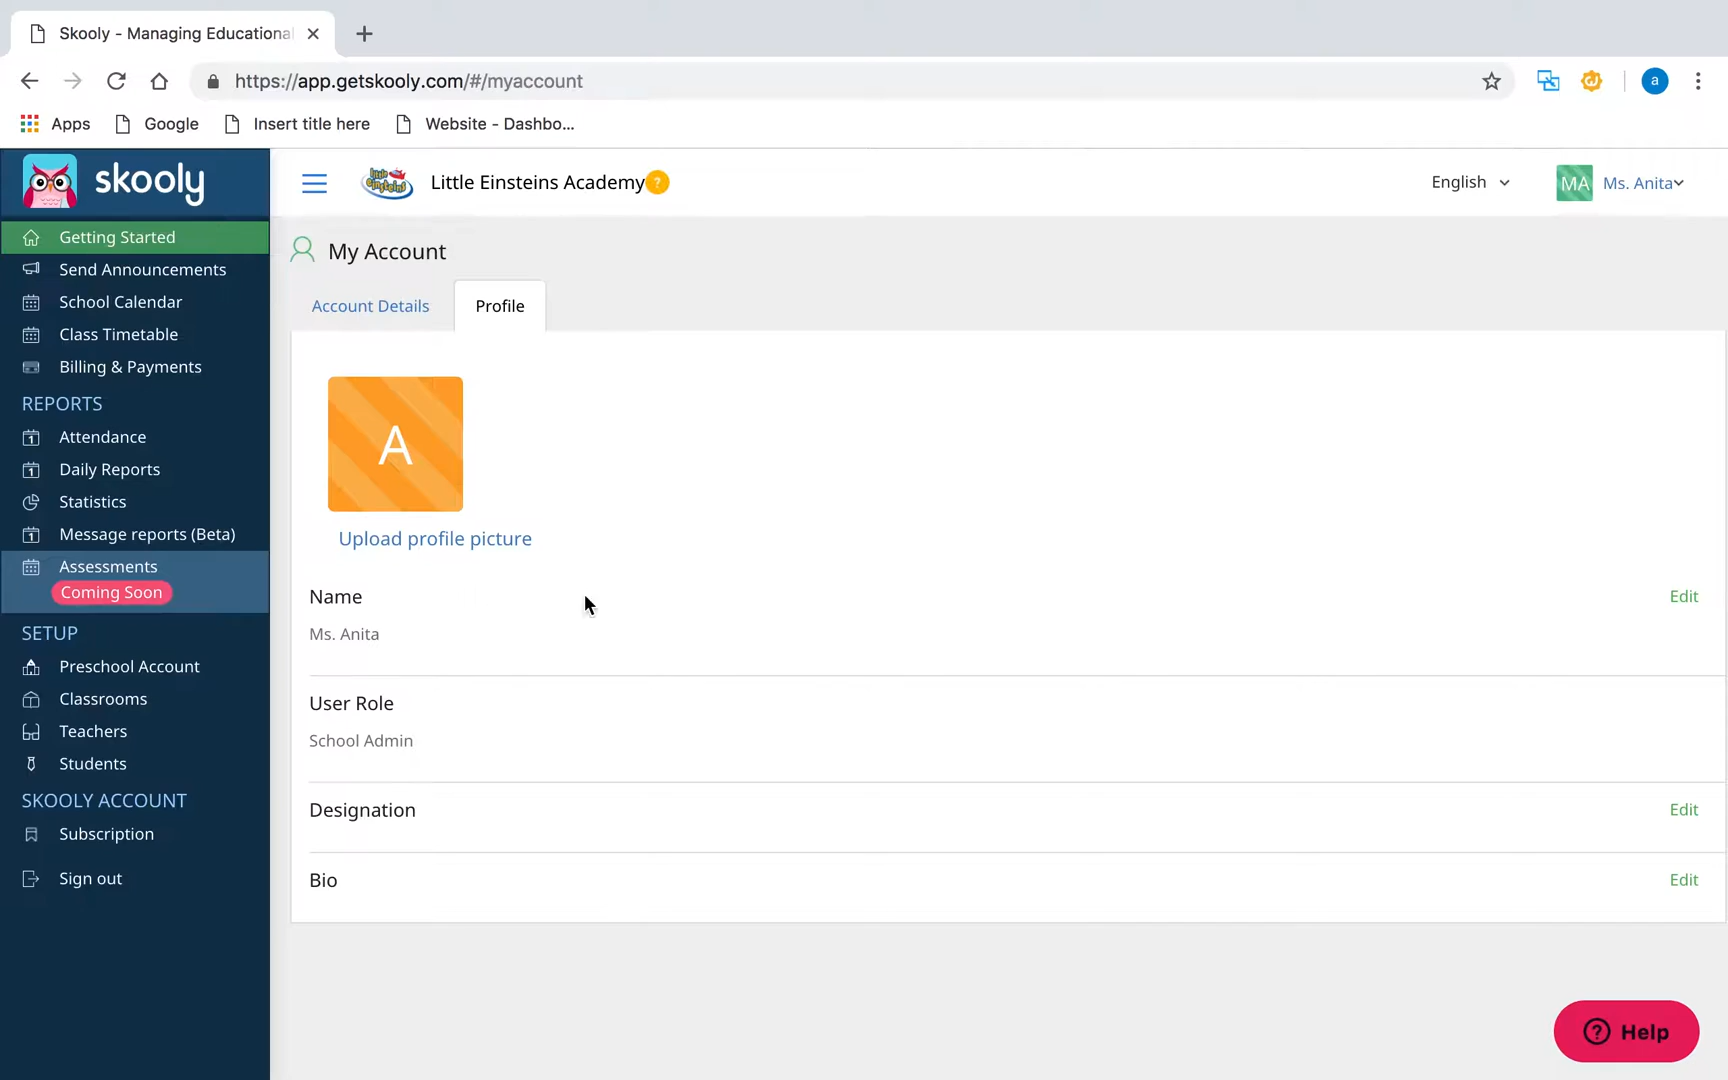 Skooly - Managing Educational
https://app.getskooly.com/#/myaccount
a
Apps
Google
Insert title here
Website - Dashbo...
skooly
Little Einsteins Academy
?
English
MA
Ms. Anita
Getting Started
Send Announcements
School Calendar
Class Timetable
Billing & Payments
REPORTS
Attendance
Daily Reports
Statistics
Message reports (Beta)
Assessments
Coming Soon
SETUP
Preschool Account
Classrooms
Teachers
Students
SKOOLY ACCOUNT
Subscription
Sign out
My Account
Account Details
Profile
A
Upload profile picture
Name
Edit
Ms. Anita
User Role
School Admin
Designation
Edit
Bio
Edit
? Help